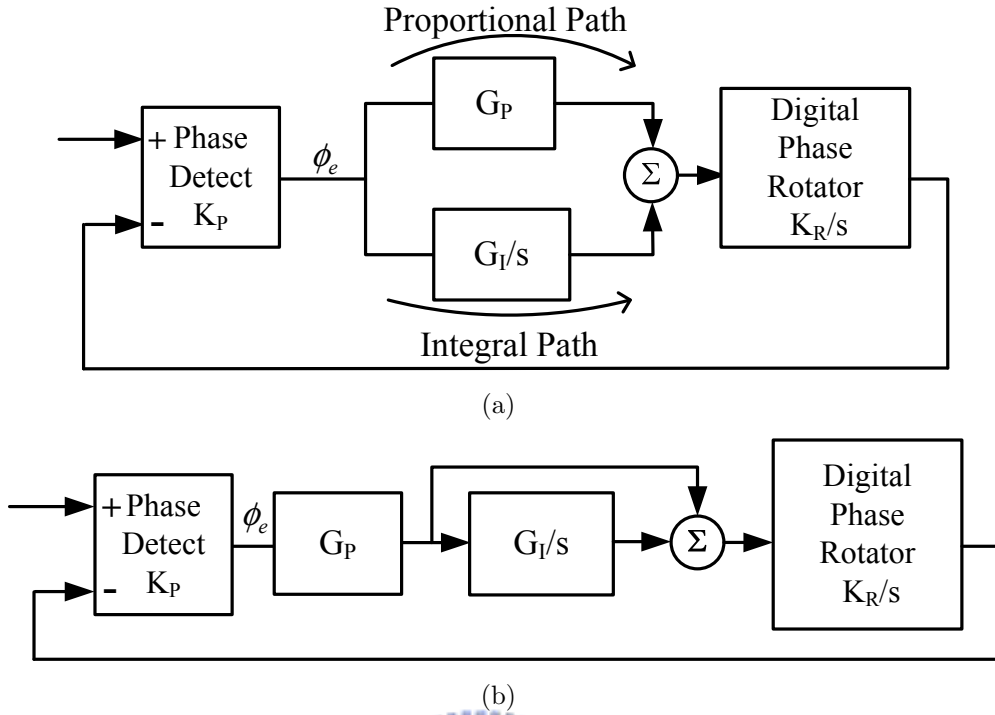 Proportional Path
G_P
+ Phase
Detect
K_P
-
ϕ_e
Σ
Digital
Phase
Rotator
K_R/s
G_I/s
Integral Path
(a)
+ Phase
Detect
K_P
-
ϕ_e
G_P
G_I/s
Σ
Digital
Phase
Rotator
K_R/s
(b)